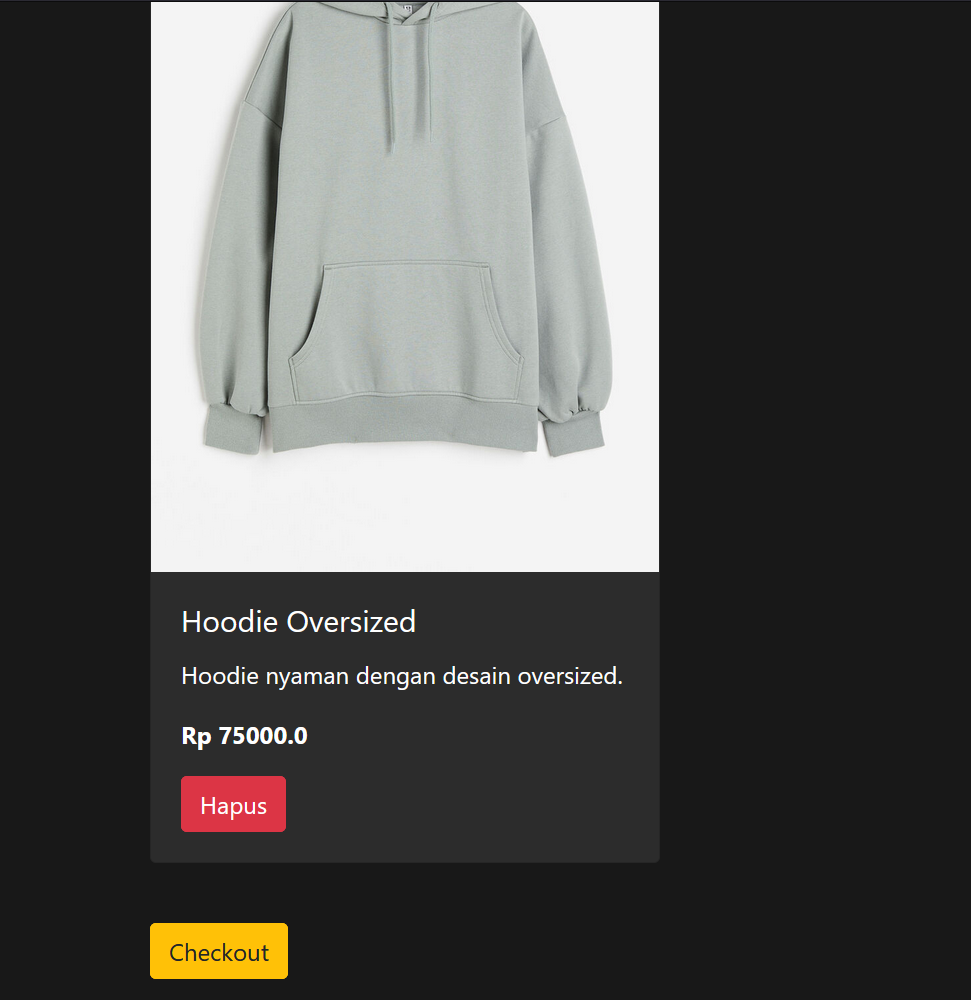 Hoodie Oversized
Hoodie nyaman dengan desain oversized.
Rp 75000.0
Hapus
Checkout